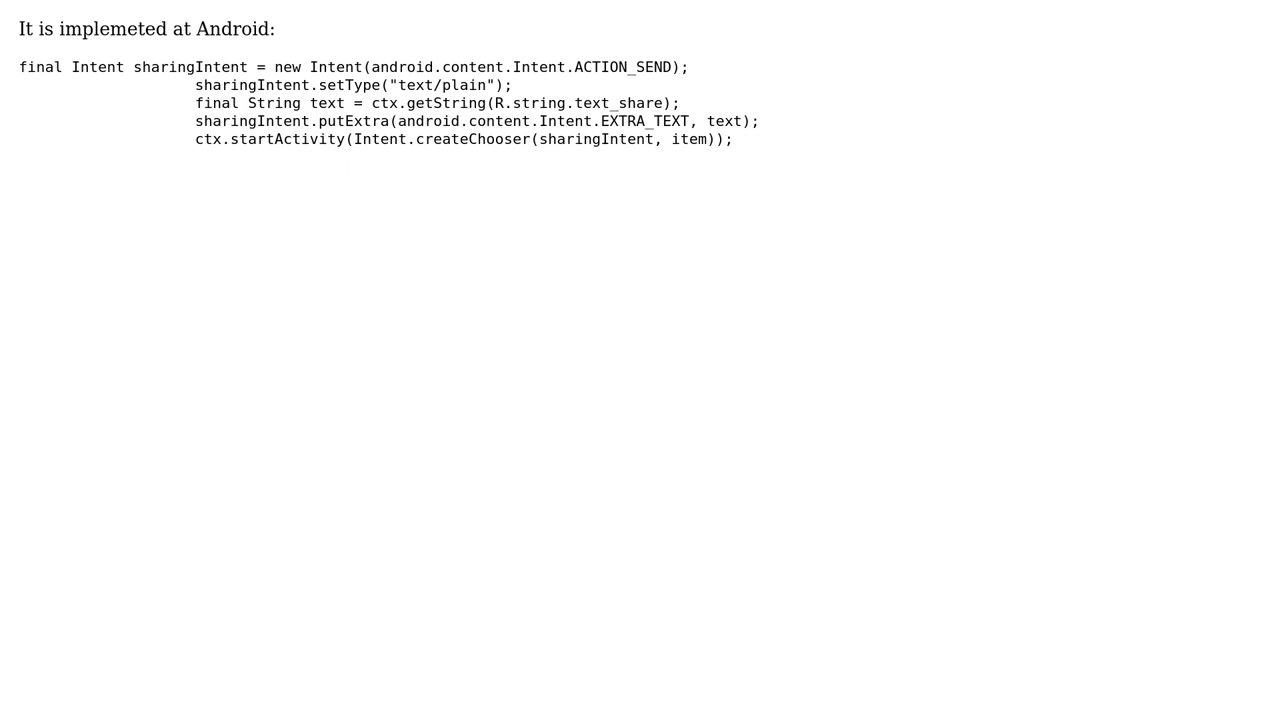 It is implemeted at Android:
final Intent sharingIntent = new Intent(android.content.Intent.ACTION_SEND);
sharingIntent.setType("text/plain");
final String text = ctx.getString(R.string.text_share);
sharingIntent.putExtra(android.content.Intent.EXTRA_TEXT, text);
ctx.startActivity(Intent.createChooser(sharingIntent, item));